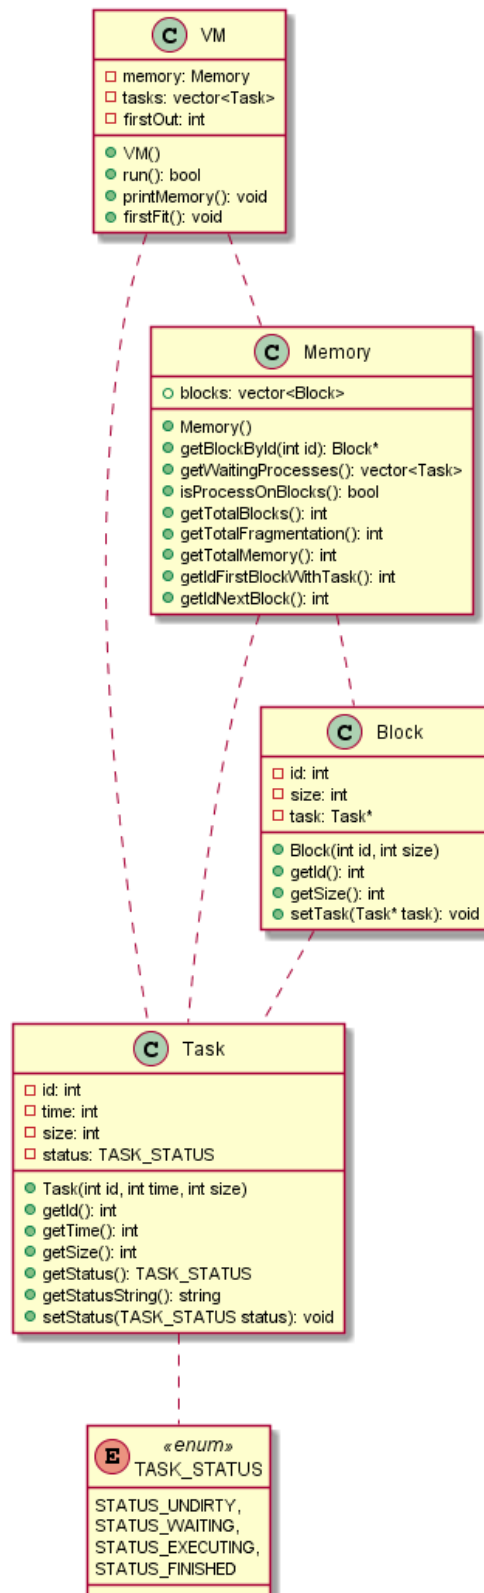 C VM
memory: Memory
tasks: vector<Task>
firstOut: int
VM()
run(): bool
printMemory(): void
firstFit(): void
C Memory
blocks: vector<Block>
Memory()
getBlockById(int id): Block*
getWaitingProcesses(): vector<Task>
isProcessOnBlocks(): bool
getTotalBlocks(): int
getTotalFragmentation(): int
getTotalMemory(): int
getIdFirstBlockWithTask(): int
getIdNextBlock(): int
C Block
id: int
size: int
task: Task*
Block(int id, int size)
getId(): int
getSize(): int
setTask(Task* task): void
C Task
id: int
time: int
size: int
status: TASK_STATUS
Task(int id, int time, int size)
getId(): int
getTime(): int
getSize(): int
getStatus(): TASK_STATUS
getStatusString(): string
setStatus(TASK_STATUS status): void
«enum»
E TASK_STATUS
STATUS_UNDIRTY,
STATUS_WAITING,
STATUS_EXECUTING,
STATUS_FINISHED